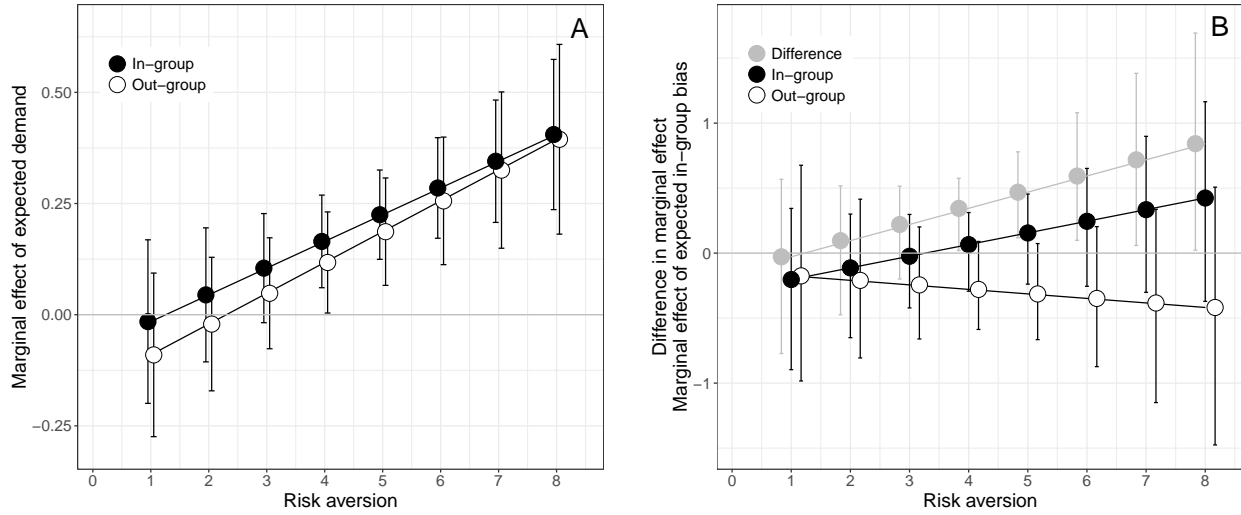 A
In−group
Out−group
Marginal effect of expected demand
0.50
0.25
0.00
−0.25
0 1 2 3 4 5 6 7 8
Risk aversion
B
Difference
In−group
Out−group
Difference in marginal effect
Marginal effect of expected in−group bias
1
0
−1
0 1 2 3 4 5 6 7 8
Risk aversion